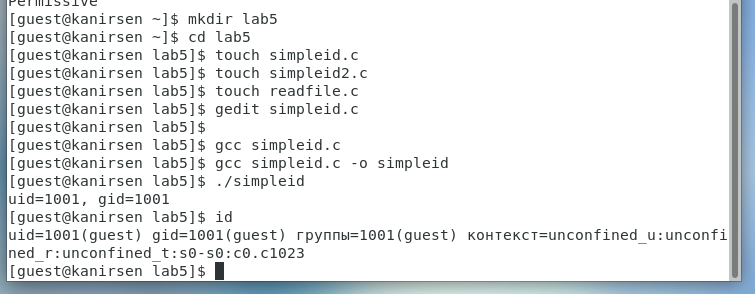 Permissive
[guest@kanirsen ~]$ mkdir lab5
[guest@kanirsen ~]$ cd lab5
[guest@kanirsen lab5]$ touch simpleid.c
[guest@kanirsen lab5]$ touch simpleid2.c
[guest@kanirsen lab5]$ touch readfile.c
[guest@kanirsen lab5]$ gedit simpleid.c
[guest@kanirsen lab5]$
[guest@kanirsen lab5]$ gcc simpleid.c
[guest@kanirsen lab5]$ gcc simpleid.c -o simpleid
[guest@kanirsen lab5]$ ./simpleid
uid=1001, gid=1001
[guest@kanirsen lab5]$ id
uid=1001(guest) gid=1001(guest) группы=1001(guest) контекст=unconfined_u:unconfi
ned_r:unconfined_t:s0-s0:c0.c1023
[guest@kanirsen lab5]$